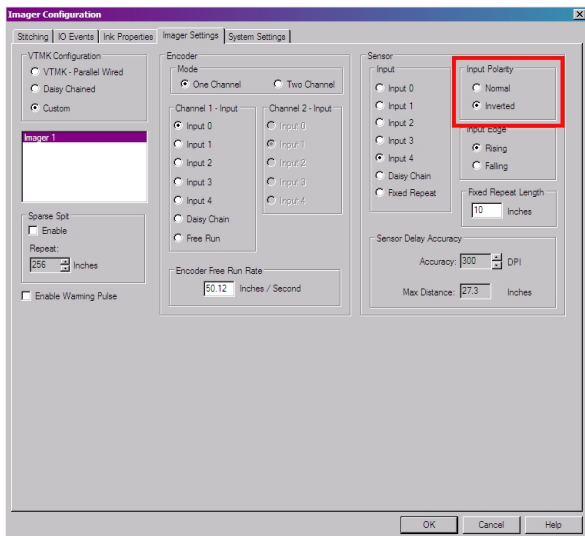 Imager Configuration
Stitching IO Events Ink Properties Imager Settings System Settings
VTMK Configuration
VTMK - Parallel Wired
Daisy Chained
Custom
Imager 1
Sparse Spit
Enable
Repeat:
256 Inches
Enable Warning Pulse
Encoder
Mode
One Channel Two Channel
Channel 1 - Input
Input 0
Input 1
Input 2
Input 3
Input 4
Daisy Chain
Free Run
Channel 2 - Input
Input 0
Input 1
Input 2
Input 3
Input 4
Encoder Free Run Rate
50.12 Inches / Second
Sensor
Input
Input 0
Input 1
Input 2
Input 3
Input 4
Daisy Chain
Fixed Repeat
Input Polarity
Normal
Inverted
Input Edge
Rising
Falling
Fixed Repeat Length
10 Inches
Sensor Delay Accuracy
Accuracy: 300 DPI
Max Distance: 27.3 Inches
OK Cancel Help